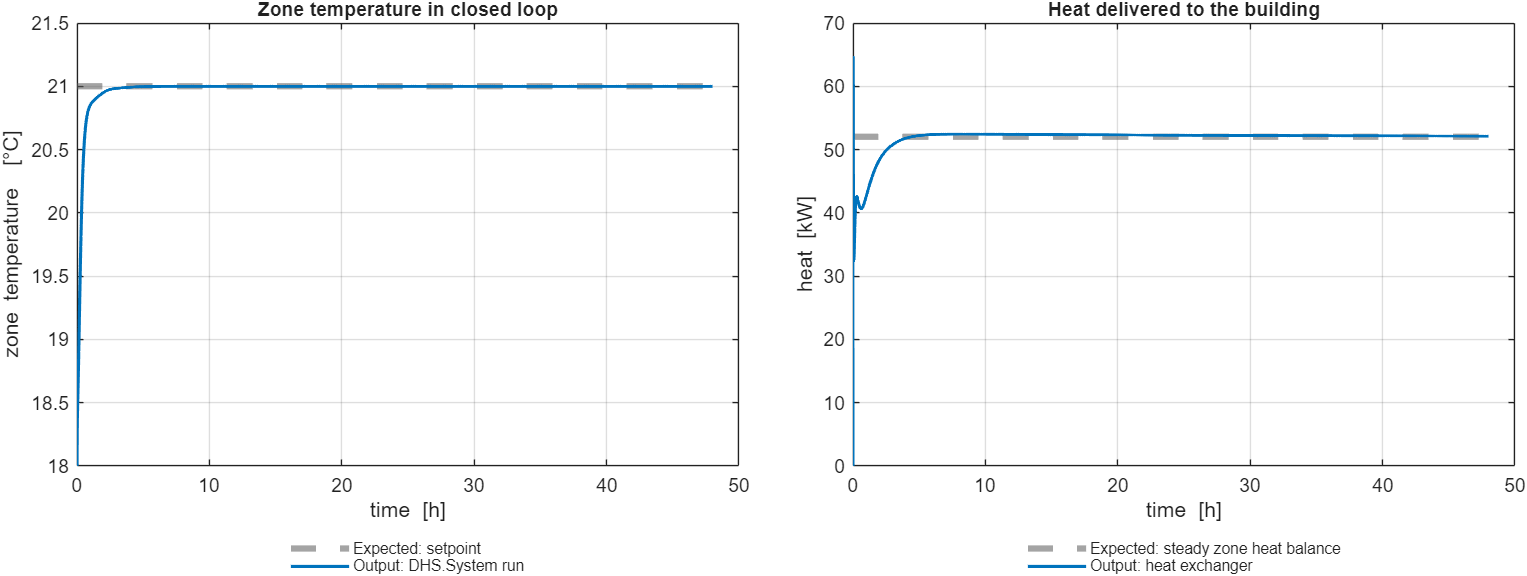 Zone temperature in closed loop
21.5
21
20.5
20
19.5
19
18.5
18
zone temperature [°C]
0 10 20 30 40 50
time [h]
Expected: setpoint
Output: DHS.System run
Heat delivered to the building
70
60
50
40
30
20
10
0
heat [kW]
0 10 20 30 40 50
time [h]
Expected: steady zone heat balance
Output: heat exchanger